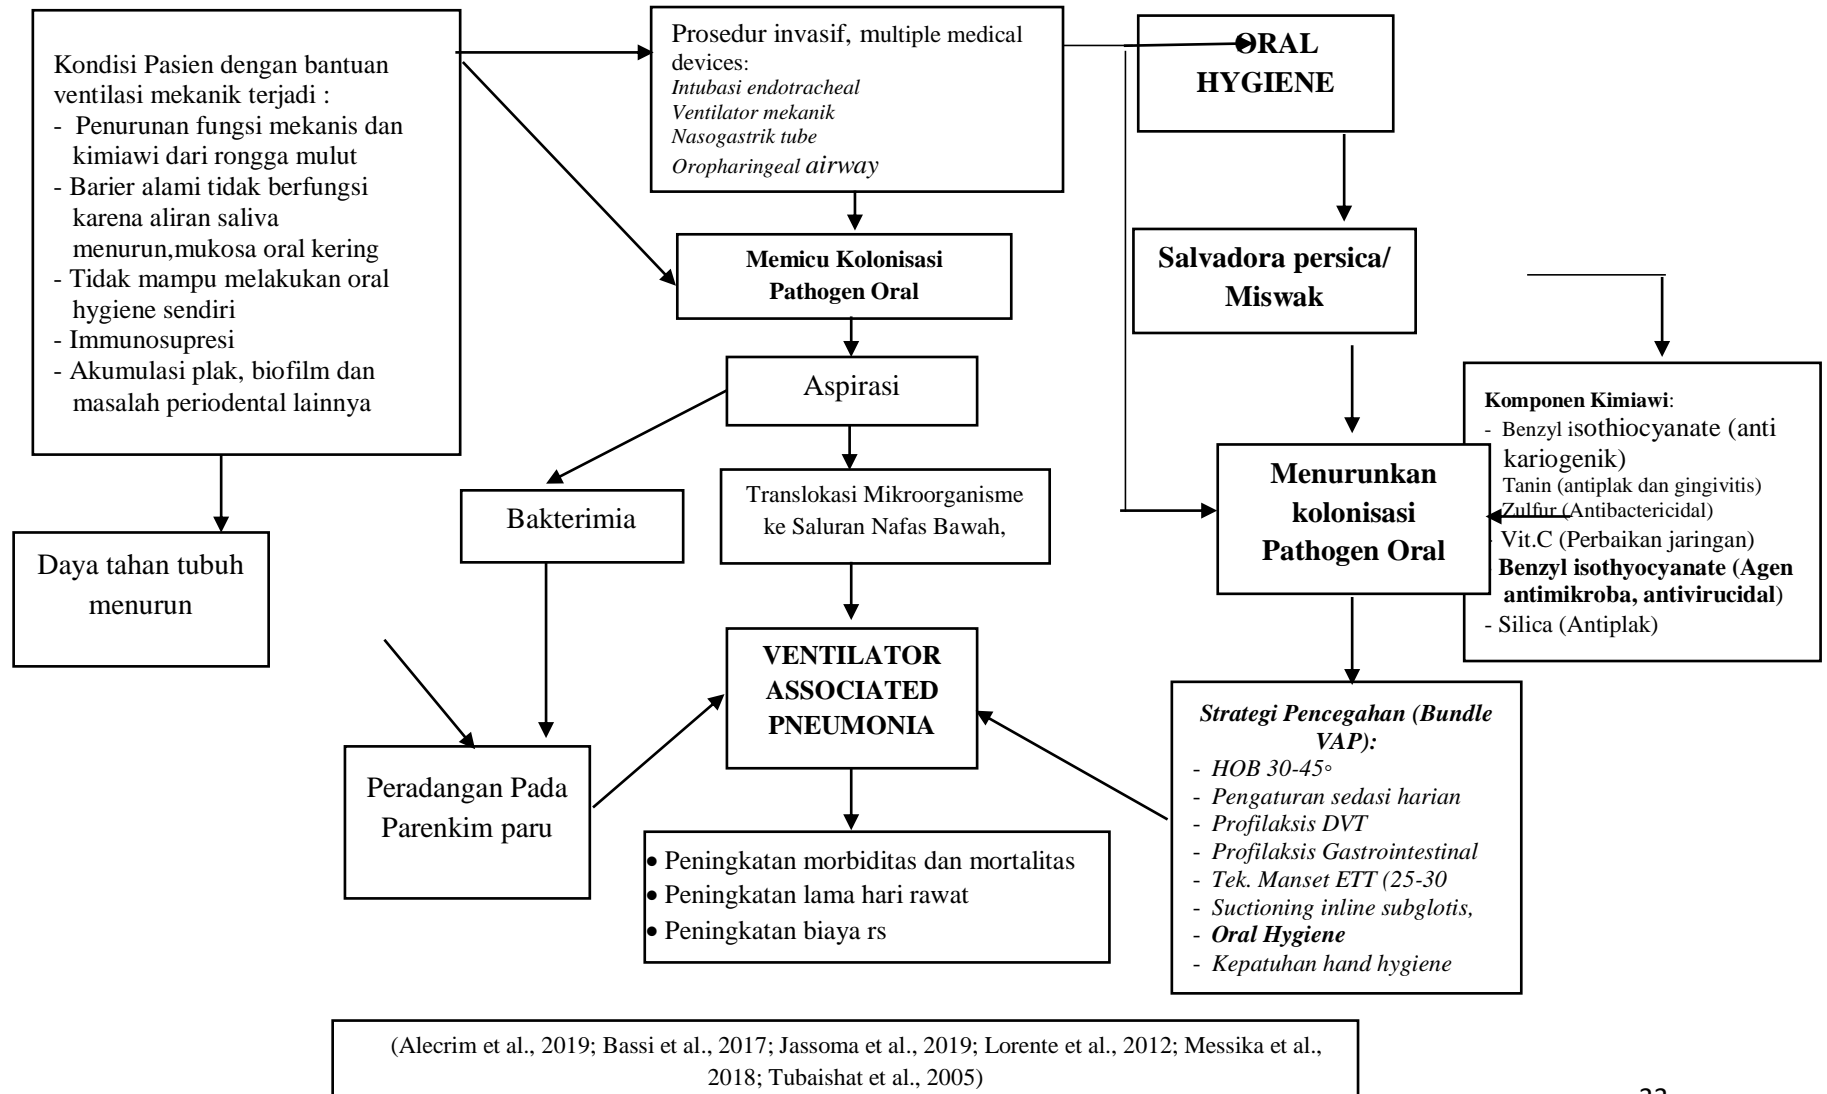 Kondisi Pasien dengan bantuan
ventilasi mekanik terjadi :
- Penurunan fungsi mekanis dan
kimiawi dari rongga mulut
- Barier alami tidak berfungsi
karena aliran saliva
menurun,mukosa oral kering
- Tidak mampu melakukan oral
hygiene sendiri
- Immunosupresi
- Akumulasi plak, biofilm dan
masalah periodental lainnya
Prosedur invasif, multiple medical
devices:
Intubasi endotracheal
Ventilator mekanik
Nasogastrik tube
Oropharingeal airway
ORAL
HYGIENE
Memicu Kolonisasi
Pathogen Oral
Salvadora persica/
Miswak
Aspirasi
Komponen Kimiawi:
- Benzyl isothiocyanate (anti
kariogenik)
Tanin (antiplak dan gingivitis)
Zulfur (Antibactericidal)
- Vit.C (Perbaikan jaringan)
Benzyl isothyocyanate (Agen
antimikroba, antivirucidal)
- Silica (Antiplak)
Menurunkan
kolonisasi
Pathogen Oral
Bakterimia
Translokasi Mikroorganisme
ke Saluran Nafas Bawah,
Daya tahan tubuh
menurun
VENTILATOR
ASSOCIATED
PNEUMONIA
Peradangan Pada
Parenkim paru
Strategi Pencegahan (Bundle
VAP):
- HOB 30-45◦
- Pengaturan sedasi harian
- Profilaksis DVT
- Profilaksis Gastrointestinal
- Tek. Manset ETT (25-30
- Suctioning inline subglotis,
- Oral Hygiene
- Kepatuhan hand hygiene
• Peningkatan morbiditas dan mortalitas
• Peningkatan lama hari rawat
• Peningkatan biaya rs
(Alecrim et al., 2019; Bassi et al., 2017; Jassoma et al., 2019; Lorente et al., 2012; Messika et al.,
2018; Tubaishat et al., 2005)